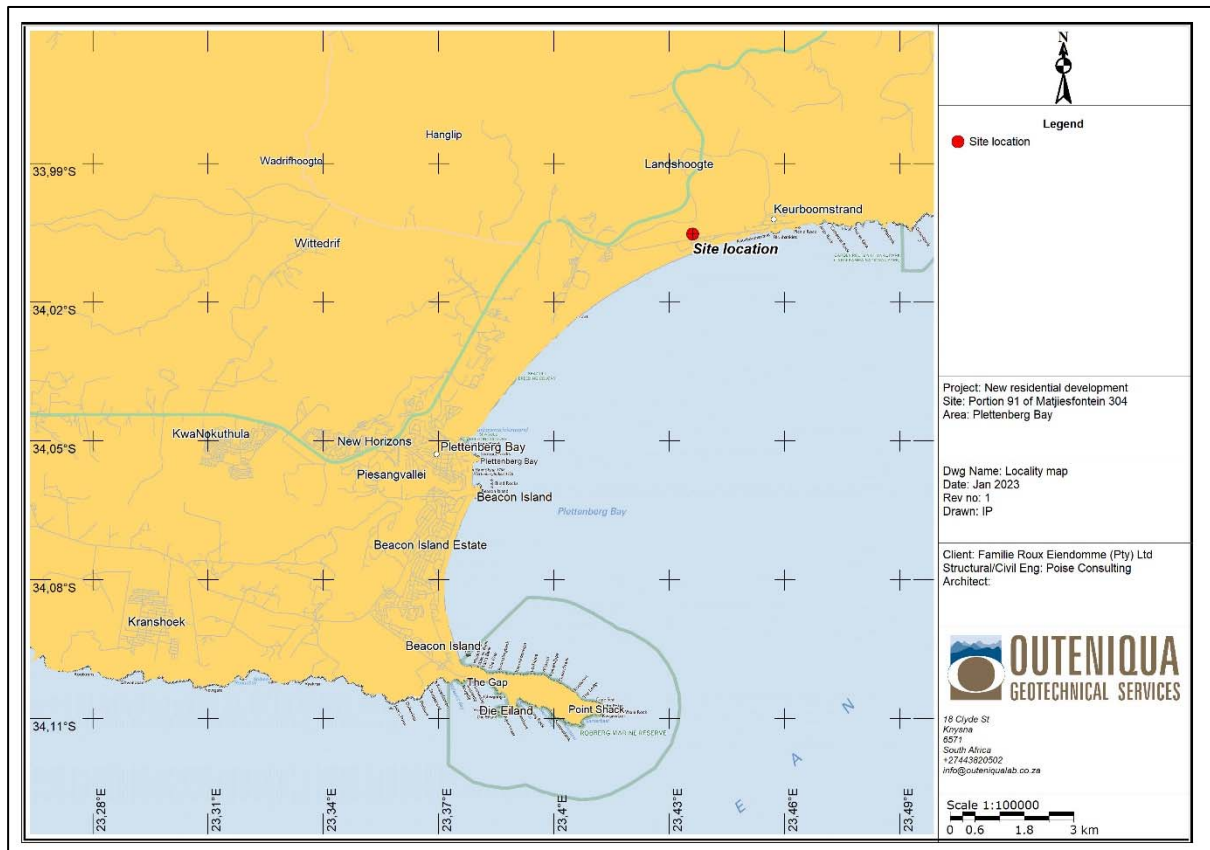 N
Legend
Site location
Hanglip
Wadrifhoogte
Landshoogte
33,99°S
Keurboomstrand
Wittedrif
Site location
34,02°S
KwaNokuthula
New Horizons
34,05°S
Plettenberg Bay
Piesangvallei
Plettenberg Bay
Beacon Island
Plettenberg Bay
Beacon Island Estate
34,08°S
Kranshoek
Beacon Island
The Gap
Die Eiland
Point Shack
34,11°S
ROBBERG MARINE RESERVE
N
A
E
23.28°E
23.31°E
23.34°E
23.37°E
23.4°E
23.43°E
23.46°E
23.49°E
Project: New residential development
Site: Portion 91 of Matjiesfontein 304
Area: Plettenberg Bay
Dwg Name: Locality map
Date: Jan 2023
Rev no: 1
Drawn: IP
Client: Familie Roux Eiendomme (Pty) Ltd
Structural/Civil Eng: Poise Consulting
Architect:
OUTENIQUA
GEOTECHNICAL SERVICES
18 Clyde St
Knysna
6571
South Africa
+27443820502
info@outeniqualab.co.za
Scale 1:100000
0 0.6 1.8 3 km